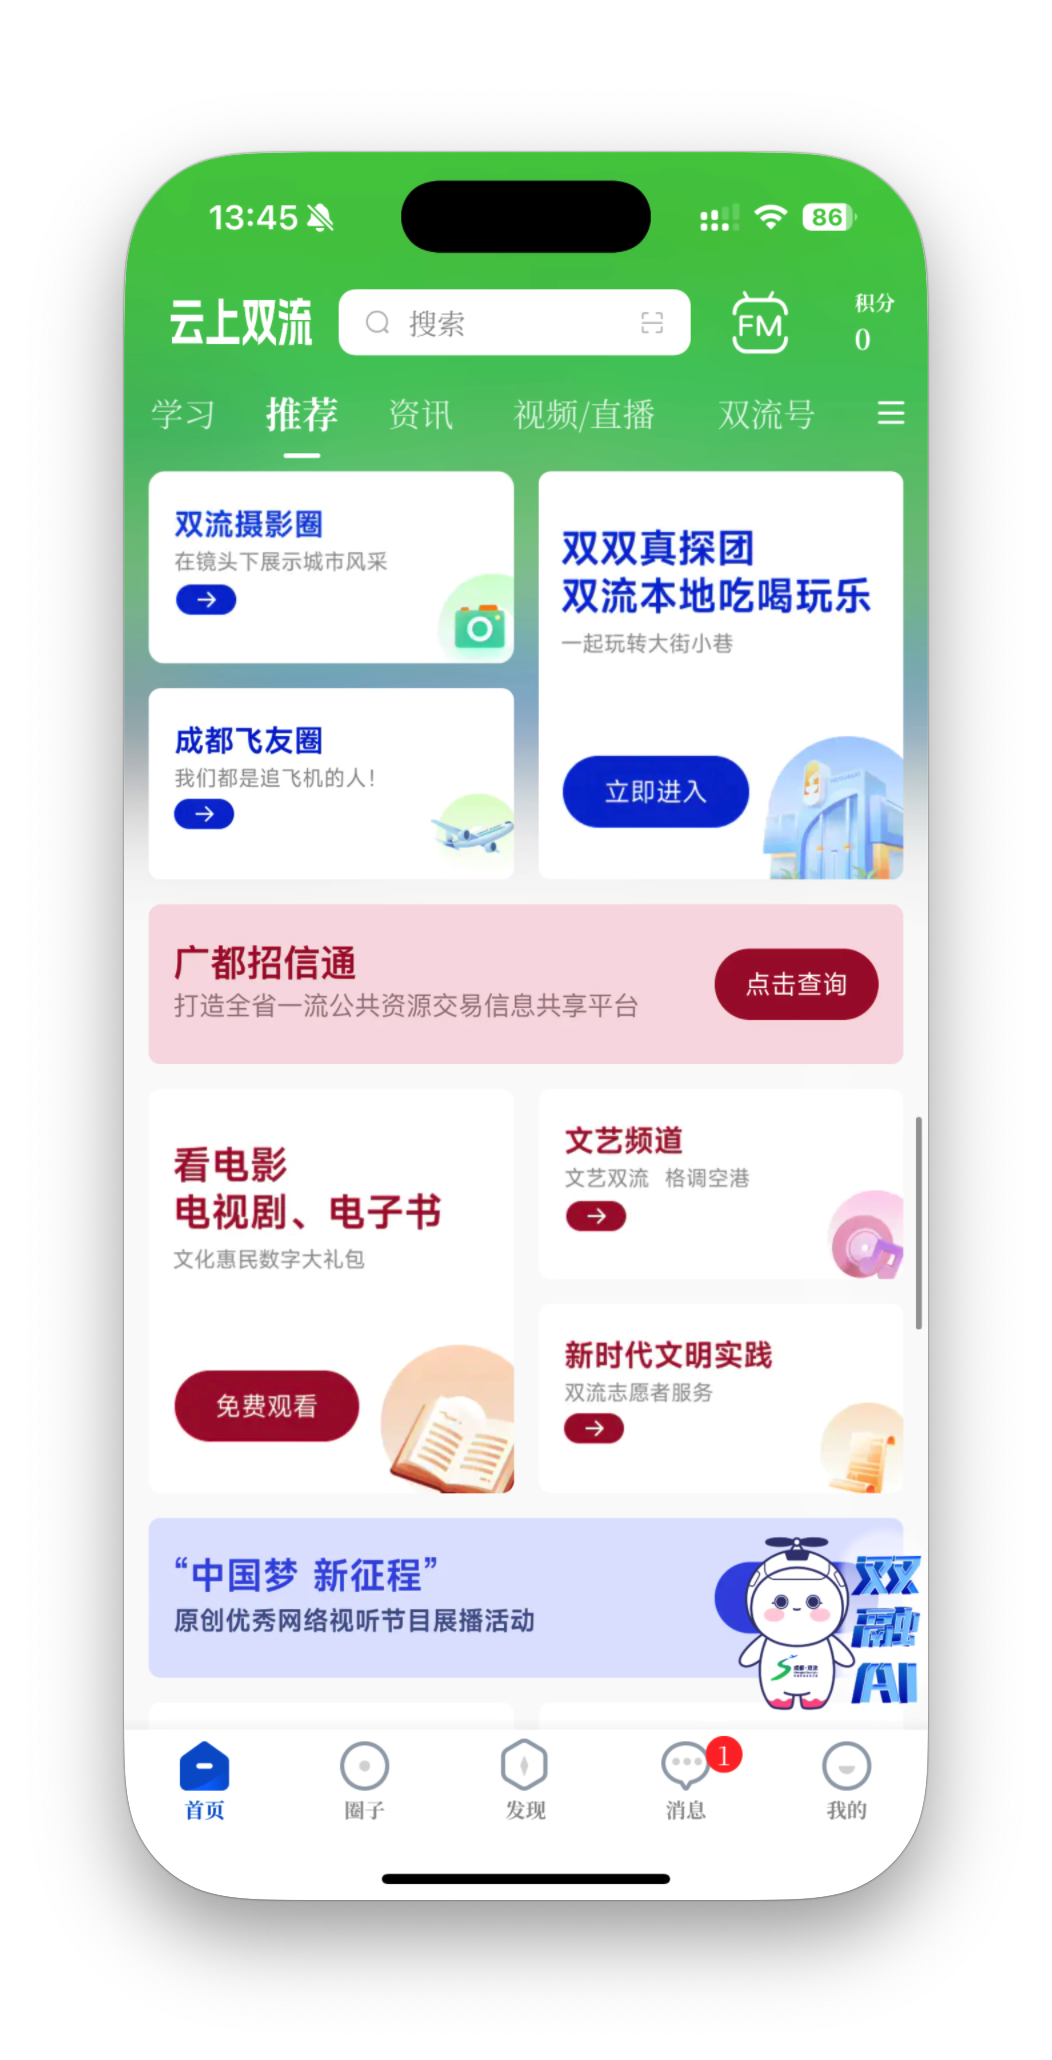 13:45
86
云上双流
搜索
FM
积分
0
学习 推荐 资讯 视频/直播 双流号
双流摄影圈
在镜头下展示城市风采
双双真探团
双流本地吃喝玩乐
一起玩转大街小巷
立即进入
成都飞友圈
我们都是追飞机的人！
广都招信通
打造全省一流公共资源交易信息共享平台
点击查询
看电影
电视剧、电子书
文化惠民数字大礼包
免费观看
文艺频道
文艺双流 格调空港
新时代文明实践
双流志愿者服务
“中国梦 新征程”
原创优秀网络视听节目展播活动
双
融
AI
首页
圈子
发现
消息
1
我的